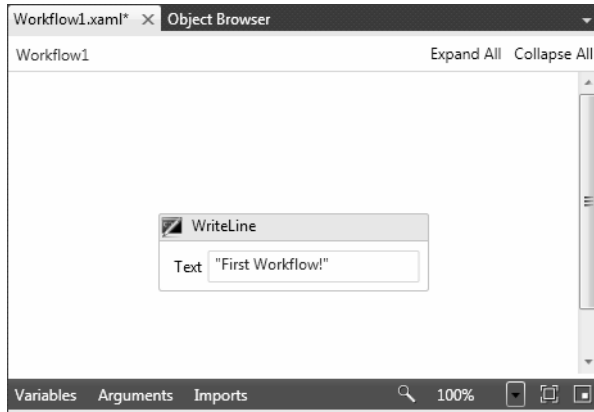 Workflow1.xaml* × Object Browser
Workflow1 Expand All Collapse All
WriteLine
Text "First Workflow!"
Variables Arguments Imports 100%